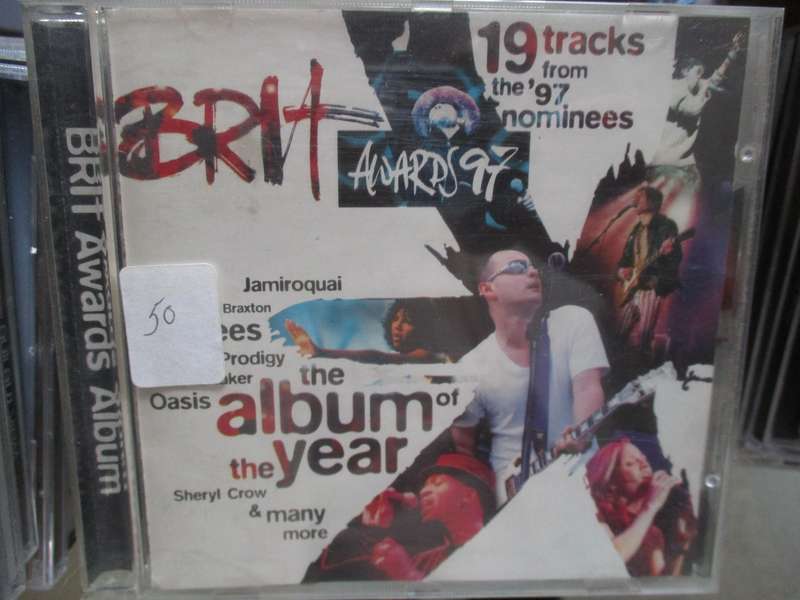 BRIT Awards Album
BRIT
AWARDS 97
19 tracks
from
the '97
nominees
50
Jamiroquai
Braxton
ees
Prodigy
ker
Oasis
the
album of
the year
Sheryl Crow
& many
more